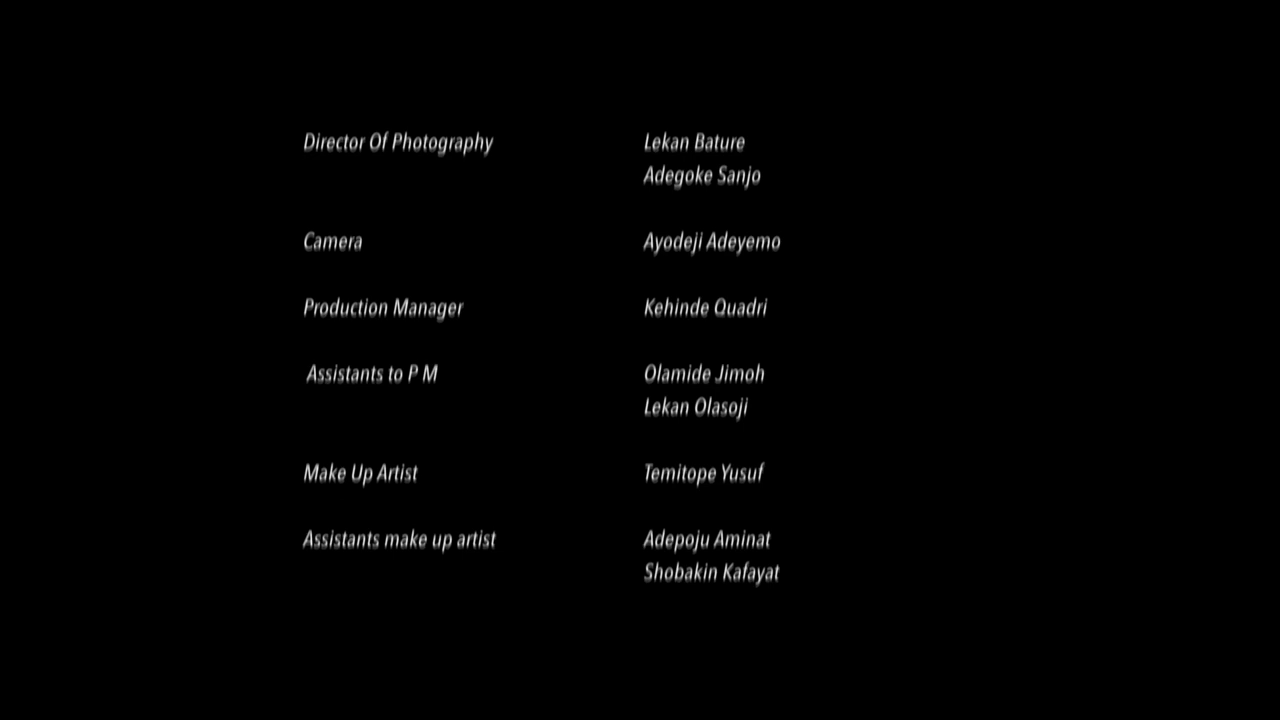 Director Of Photography Lekan Bature
Adegoke Sanjo
Camera Ayodeji Adeyemo
Production Manager Kehinde Quadri
Assistants to P M Olamide Jimoh
Lekan Olasoji
Make Up Artist Temitope Yusuf
Assistants make up artist Adepoju Aminat
Shobakin Kafayat